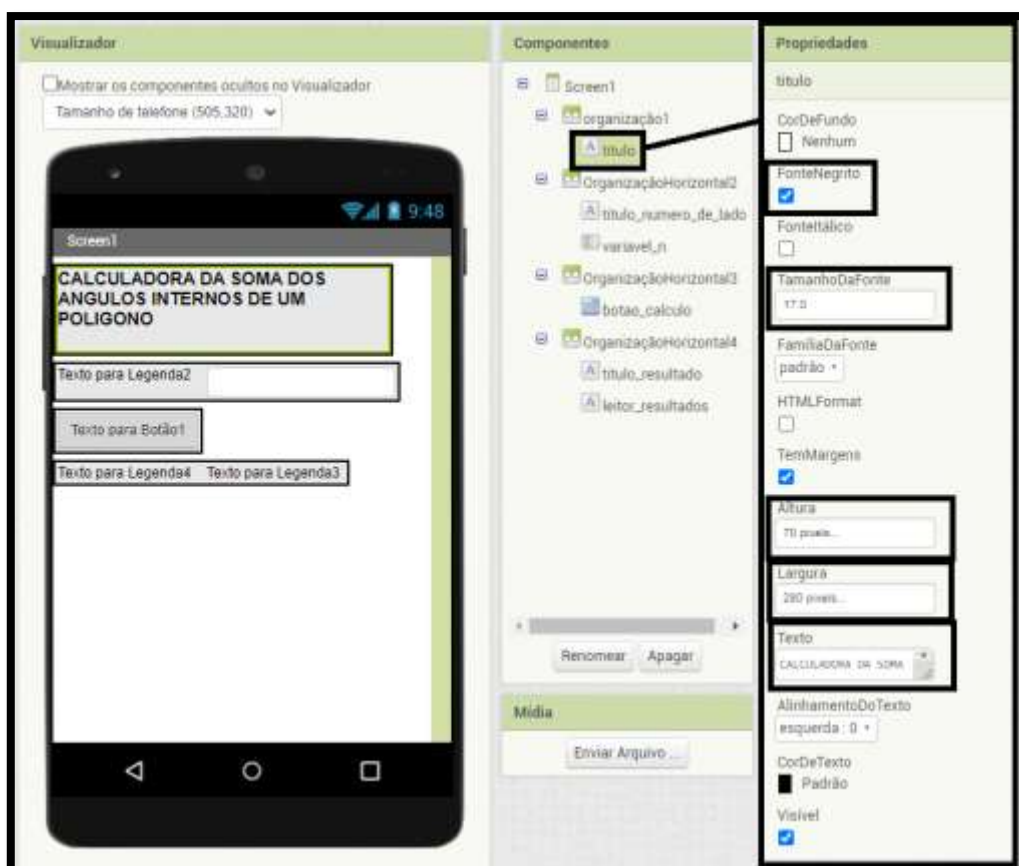 Visualizador
Mostrar os componentes ocultos no Visualizador
Tamanho de telefone (505,320)
9:48
Screen1
CALCULADORA DA SOMA DOS
ANGULOS INTERNOS DE UM
POLIGONO
Texto para Legenda2
Texto para Botão1
Texto para Legenda4 Texto para Legenda3
Componentes
Screen1
organização1
titulo
OrganizaçãoHorizontal2
titulo_numero_de_lado
variavel_n
OrganizaçãoHorizontal3
botao_calculo
OrganizaçãoHorizontal4
titulo_resultado
leitor_resultados
Renomear Apagar
Mídia
Enviar Arquivo ...
Propriedades
titulo
CorDeFundo
Nenhum
FonteNegrito
FonteItálico
TamanhoDaFonte
17.0
FamíliaDaFonte
padrão
HTMLFormat
TemMargens
Altura
70 pixels...
Largura
280 pixels...
Texto
CALCULADORA DA SOMA
AlinhamentoDoTexto
esquerda : 0
CorDeTexto
Padrão
Visível